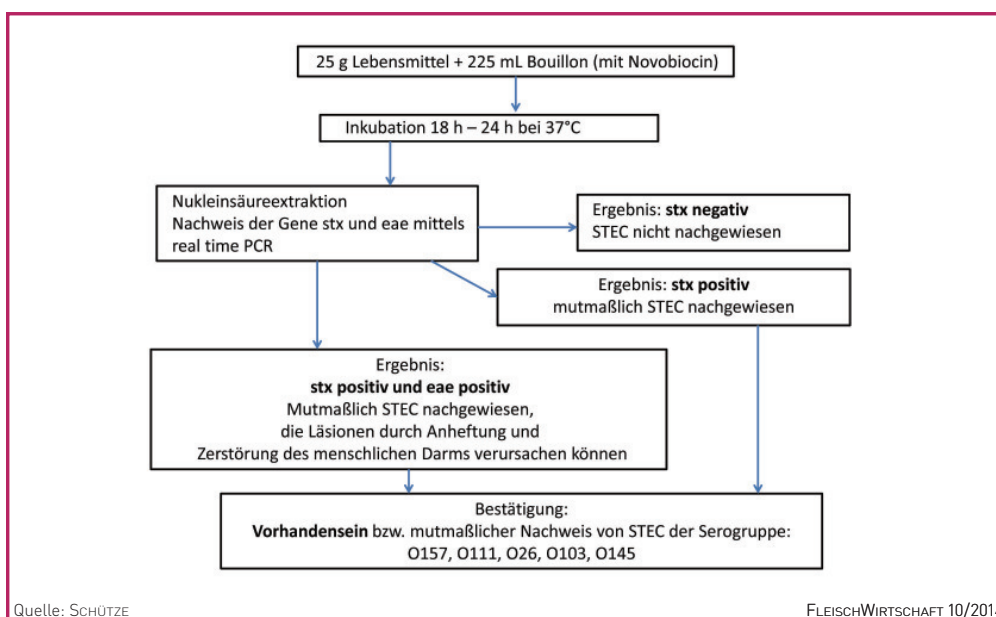 25 g Lebensmittel + 225 mL Bouillon (mit Novobiocin)
Inkubation 18 h – 24 h bei 37°C
Nukleinsäureextraktion
Nachweis der Gene stx und eae mittels
real time PCR
Ergebnis: stx negativ
STEC nicht nachgewiesen
Ergebnis: stx positiv
mutmaßlich STEC nachgewiesen
Ergebnis:
stx positiv und eae positiv
Mutmaßlich STEC nachgewiesen,
die Läsionen durch Anheftung und
Zerstörung des menschlichen Darms verursachen können
Bestätigung:
Vorhandensein bzw. mutmaßlicher Nachweis von STEC der Serogruppe:
O157, O111, O26, O103, O145
Quelle: SCHÜTZE
FLEISCHWIRTSCHAFT 10/201